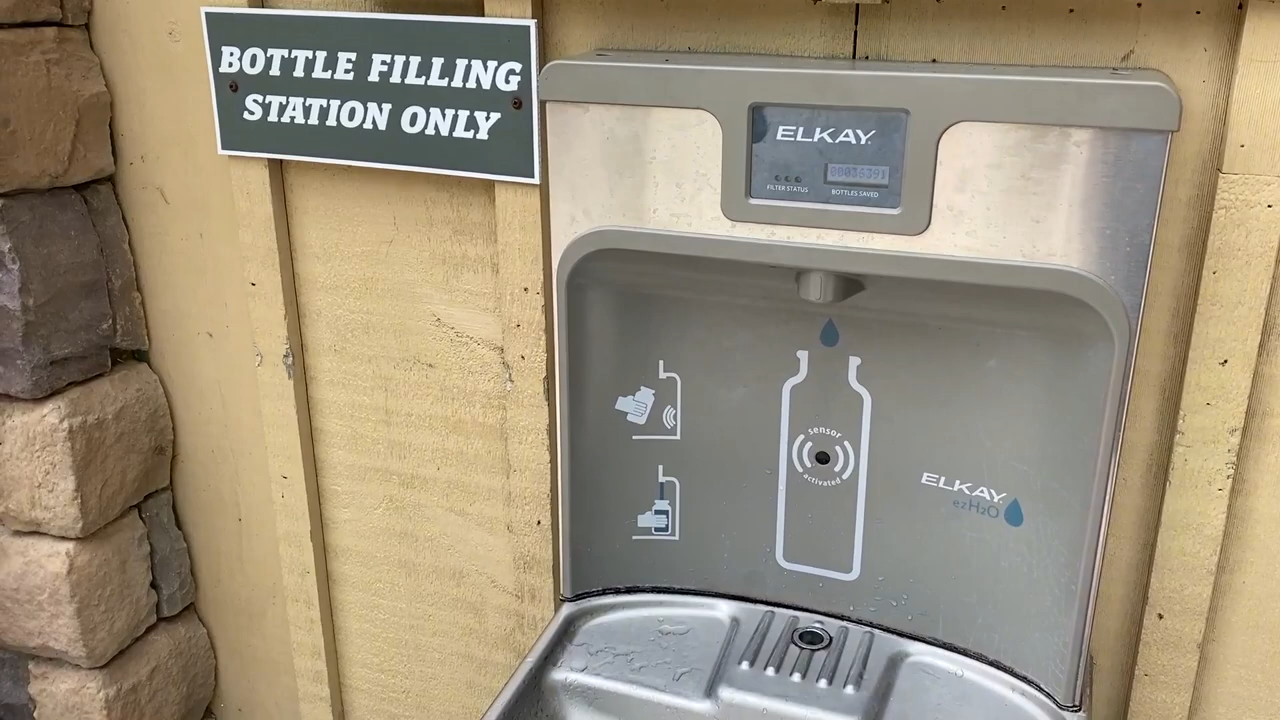 BOTTLE FILLING
STATION ONLY
ELKAY
FILTER STATUS
BOTTLES SAVED
sensor
activated
ELKAY
ezH₂O